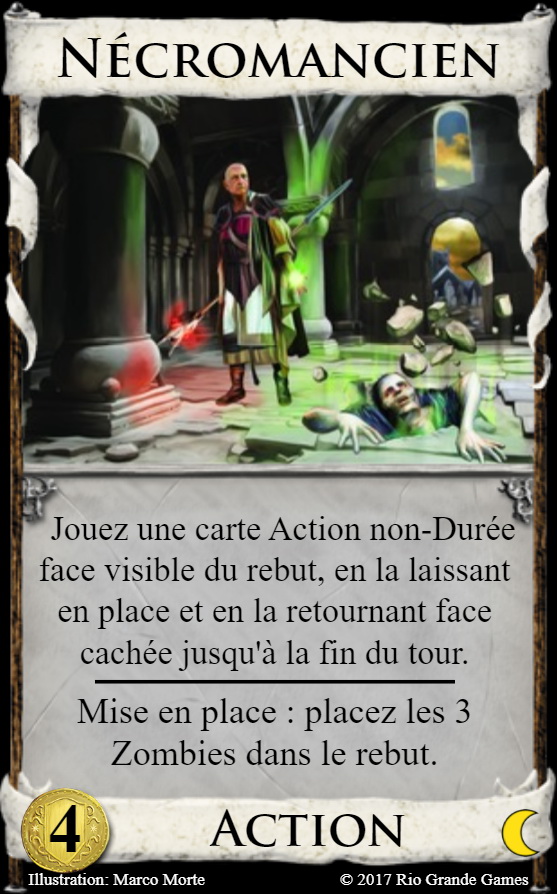 Nécromancien
Jouez une carte Action non-Durée
face visible du rebut, en la laissant
en place et en la retournant face
cachée jusqu'à la fin du tour.
Mise en place : placez les 3
Zombies dans le rebut.
4
Action
Illustration: Marco Morte
© 2017 Rio Grande Games